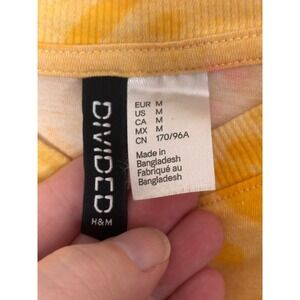 DIVIDED
H&M
EUR M
US M
CA M
MX M
CN 170/96A
Made in
Bangladesh
Fabriqué au
Bangladesh